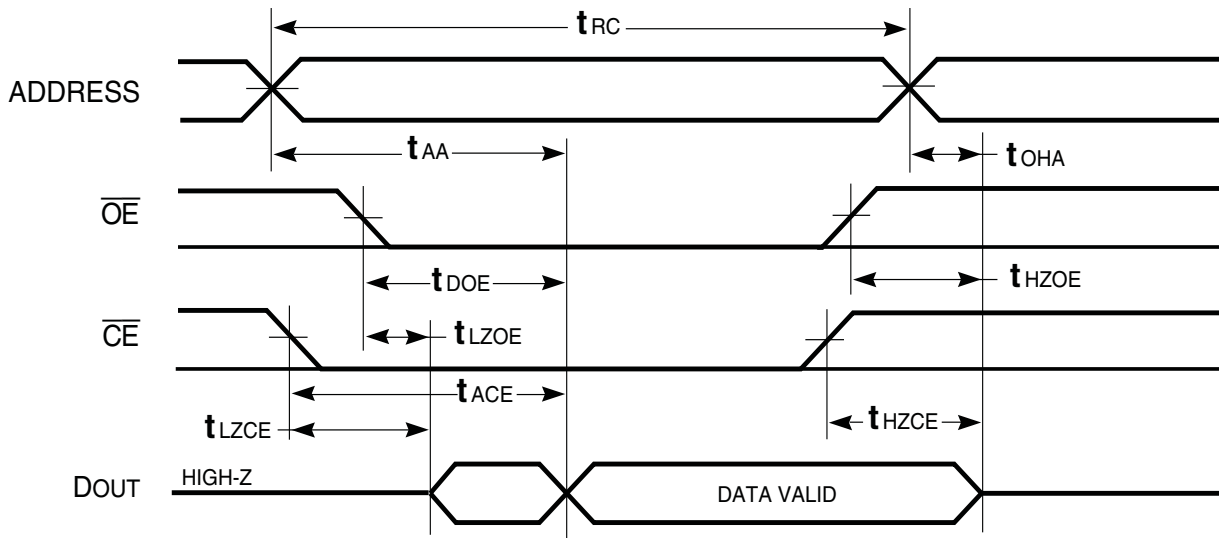 tRC
ADDRESS
tAA
tOHA
OE
tDOE
tHZOE
CE
tLZOE
tACE
tLZCE
tHZCE
DOUT
HIGH-Z
DATA VALID